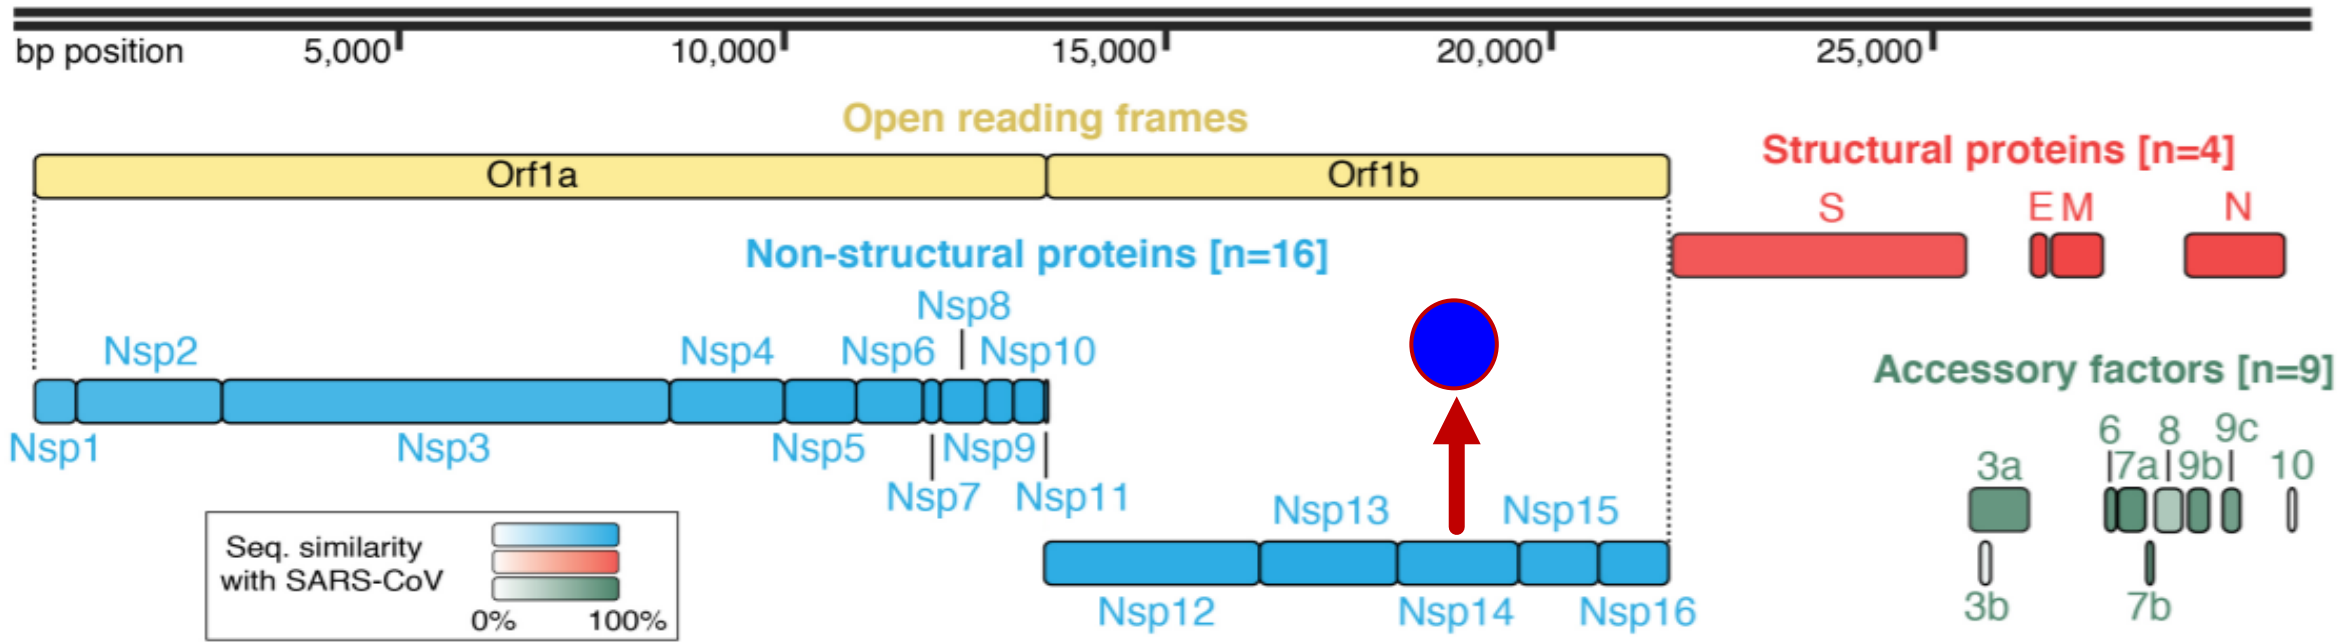 bp position 5,000 10,000 15,000 20,000 25,000
Open reading frames
Orf1a Orf1b
Structural proteins [n=4]
S E M N
Non-structural proteins [n=16]
Nsp8
Nsp2 Nsp4 Nsp6 Nsp10
Nsp1 Nsp3 Nsp5 Nsp9
Nsp7 Nsp11
Nsp13 Nsp15
Nsp12 Nsp14 Nsp16
Accessory factors [n=9]
6 8 9c
3a 7a 9b 10
3b 7b
Seq. similarity
with SARS-CoV
0% 100%